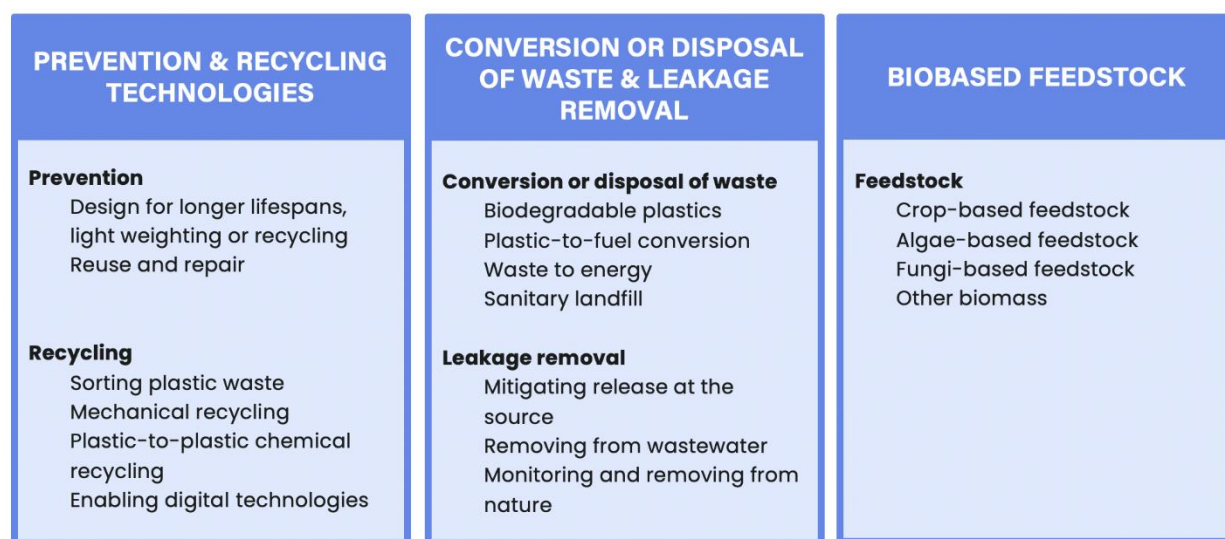 PREVENTION & RECYCLING
TECHNOLOGIES
Prevention
Design for longer lifespans,
light weighting or recycling
Reuse and repair
Recycling
Sorting plastic waste
Mechanical recycling
Plastic-to-plastic chemical
recycling
Enabling digital technologies
CONVERSION OR DISPOSAL
OF WASTE & LEAKAGE
REMOVAL
Conversion or disposal of waste
Biodegradable plastics
Plastic-to-fuel conversion
Waste to energy
Sanitary landfill
Leakage removal
Mitigating release at the
source
Removing from wastewater
Monitoring and removing from
nature
BIOBASED FEEDSTOCK
Feedstock
Crop-based feedstock
Algae-based feedstock
Fungi-based feedstock
Other biomass